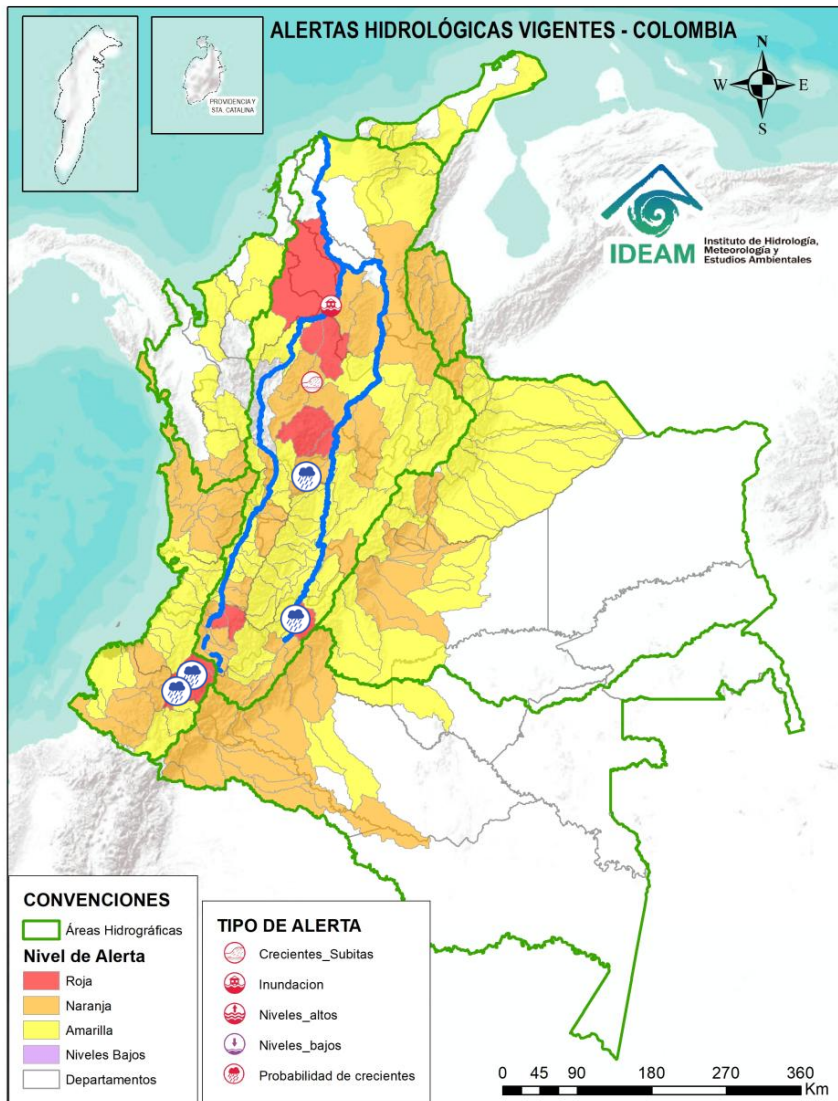 ALERTAS HIDROLÓGICAS VIGENTES - COLOMBIA
PROVIDENCIA Y
STA. CATALINA
N
W
E
S
IDEAM
Instituto de Hidrología,
Meteorología y
Estudios Ambientales
CONVENCIONES
Áreas Hidrográficas
Nivel de Alerta
Roja
Naranja
Amarilla
Niveles Bajos
Departamentos
TIPO DE ALERTA
Crecientes_Subitas
Inundacion
Niveles_altos
Niveles_bajos
Probabilidad de crecientes
0 45 90 180 270 360
Km